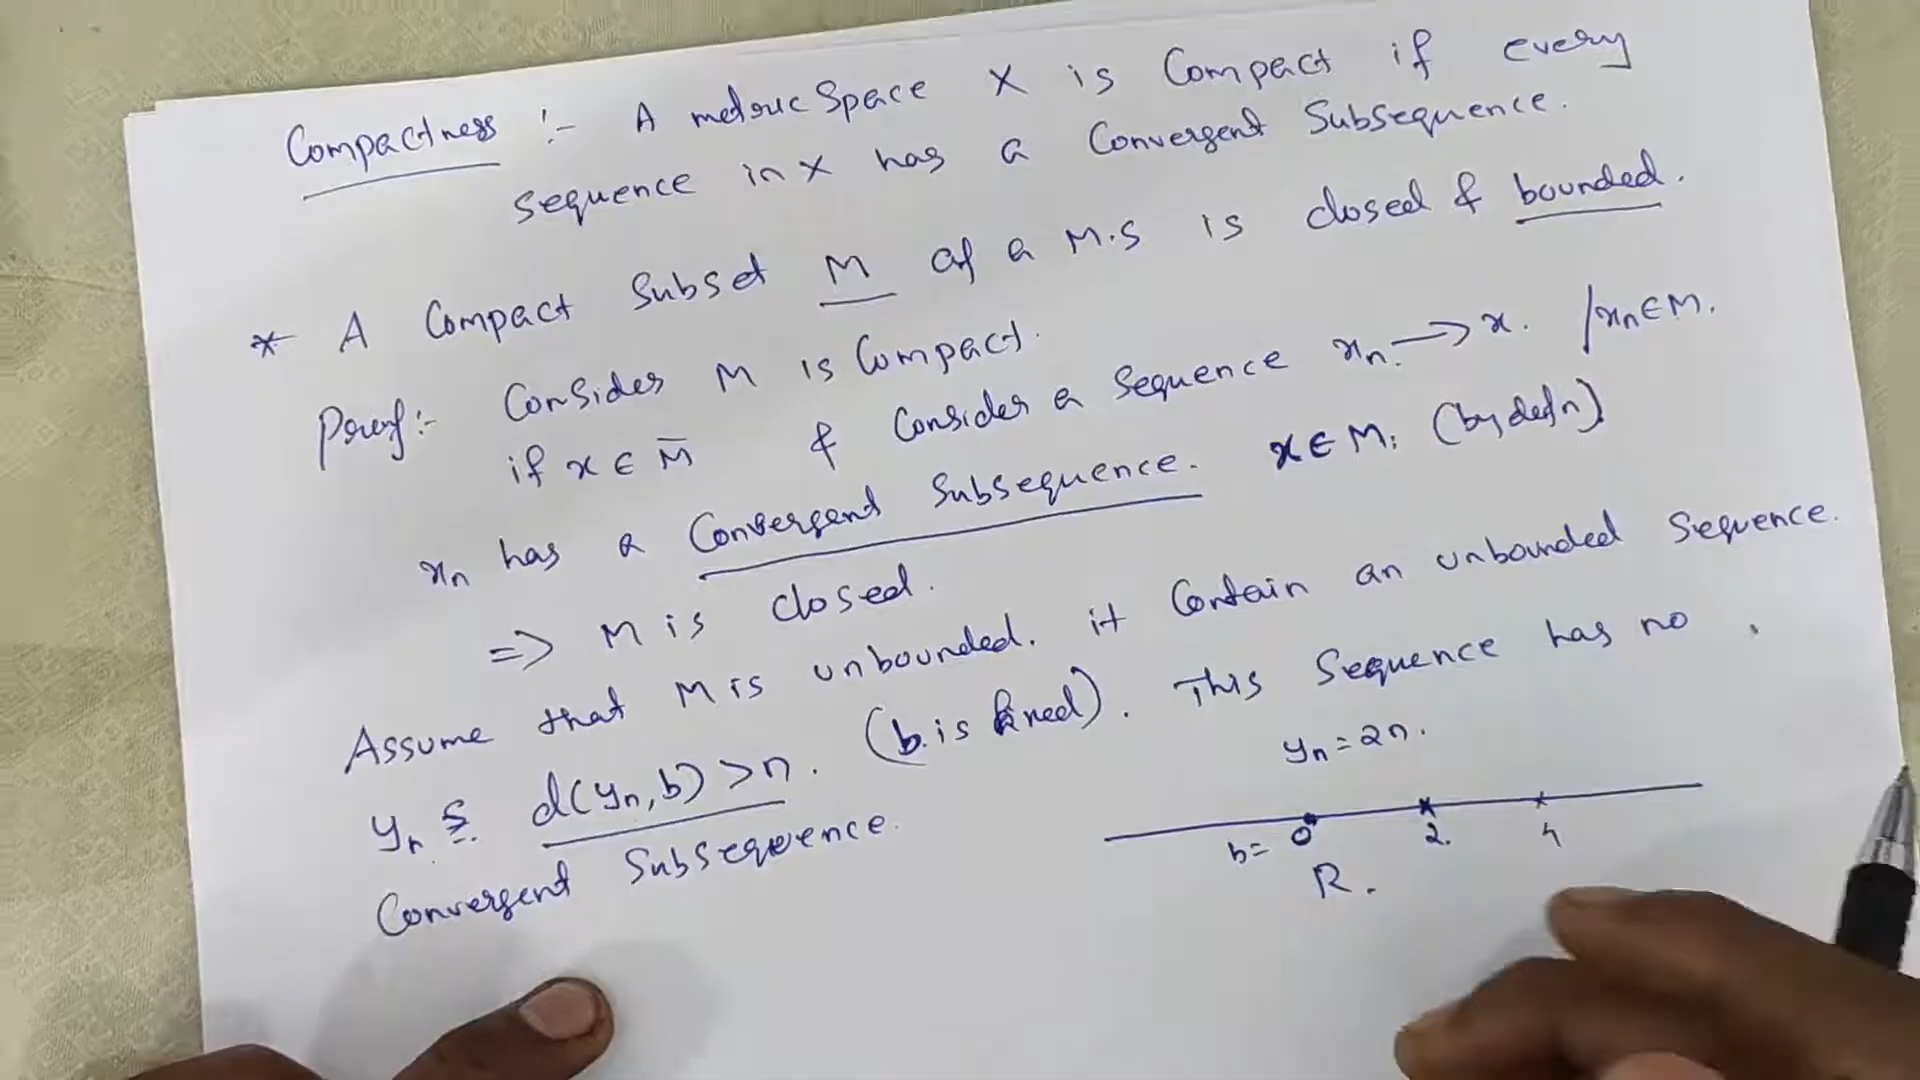 Compactness :- A metric Space X is Compact if every
sequence in X has a Convergent Subsequence.
* A Compact Subset M of a M.S is closed & bounded.
Proof:- Consider M is Compact.
if x ∈ M̄ & Consider a Sequence xn → x. /xn ∈ M.
xn has a Convergent Subsequence. x ∈ M. (by defn)
=> M is closed.
Assume that M is unbounded. it Contain an unbounded Sequence.
yn d(yn, b) > n. (b is fixed). This Sequence has no
Convergent Subsequence.
yn = 2n.
b= 0 2 4
R.